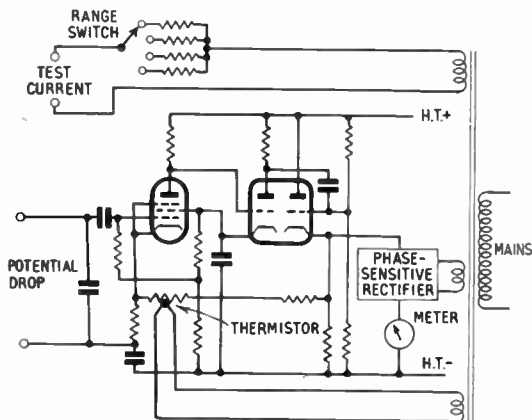 RANGE
SWITCH
TEST
CURRENT
H.T.+
MAINS
PHASE-
SENSITIVE
RECTIFIER
POTENTIAL
DROP
THERMISTOR
METER
H.T.-